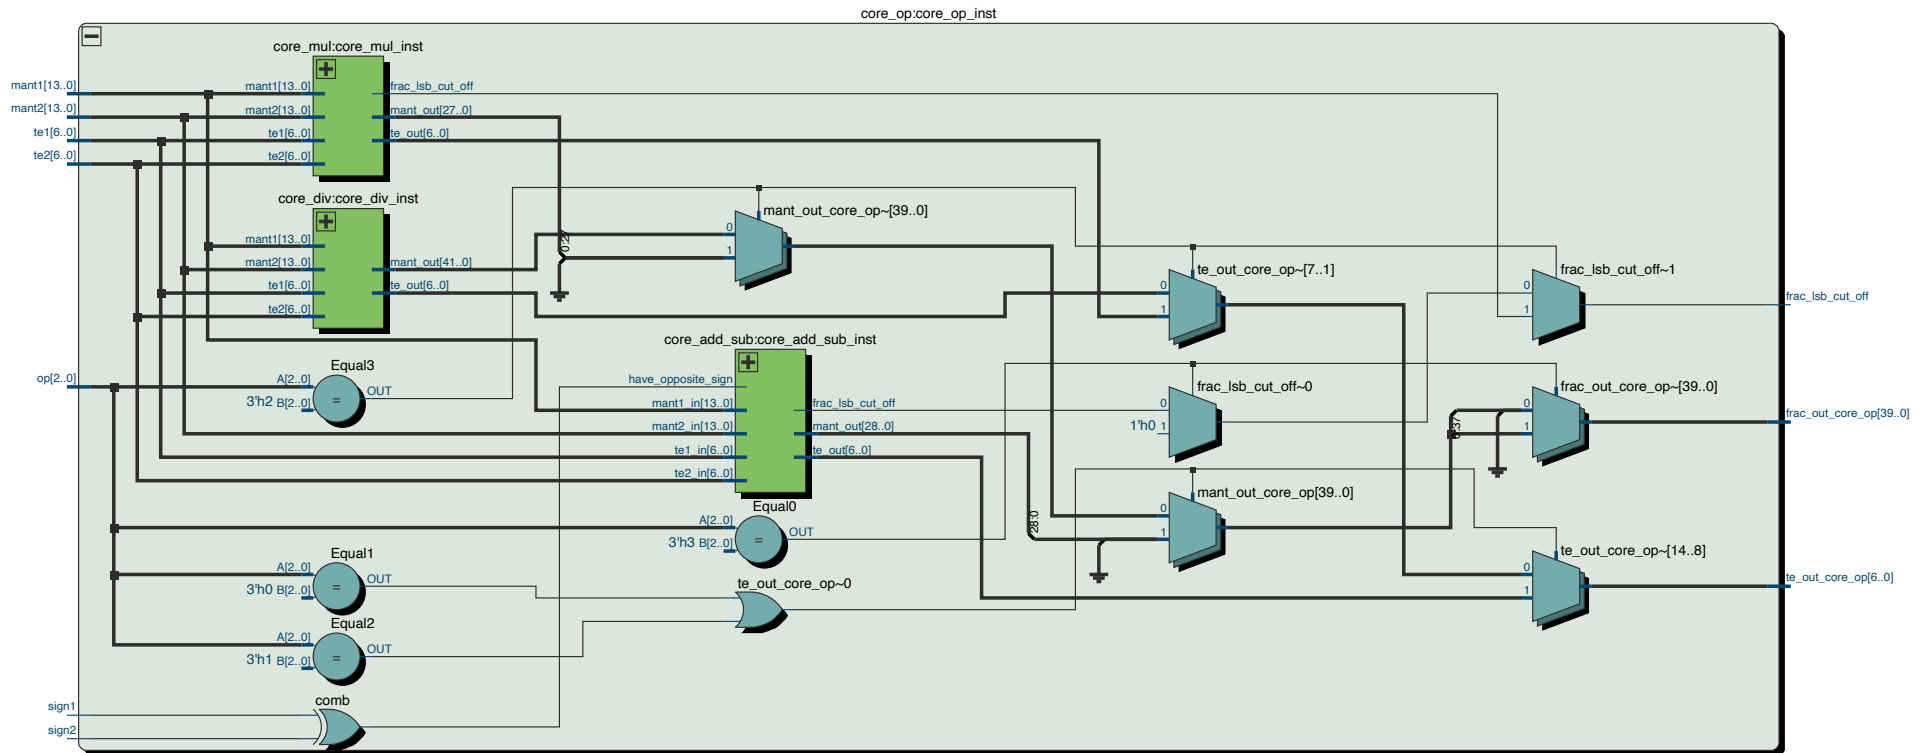 core_op:core_op_inst
core_mul:core_mul_inst
mant1[13..0]
mant2[13..0]
te1[6..0]
te2[6..0]
mant1[13..0]
mant2[13..0]
te1[6..0]
te2[6..0]
frac_lsb_cut_off
mant_out[27..0]
te_out[6..0]
core_div:core_div_inst
mant1[13..0]
mant2[13..0]
te1[6..0]
te2[6..0]
mant_out[41..0]
te_out[6..0]
mant_out_core_op~[39..0]
0
1
te_out_core_op~[7..1]
0
1
frac_lsb_cut_off~1
0
1
frac_lsb_cut_off
op[2..0]
Equal3
A[2..0]
3'h2 B[2..0]
=
OUT
core_add_sub:core_add_sub_inst
have_opposite_sign
mant1_in[13..0]
mant2_in[13..0]
te1_in[6..0]
te2_in[6..0]
frac_lsb_cut_off
mant_out[28..0]
te_out[6..0]
frac_lsb_cut_off~0
0
1'h0 1
frac_out_core_op~[39..0]
0
1
0:37
frac_out_core_op[39..0]
Equal0
A[2..0]
3'h3 B[2..0]
=
OUT
28:0
mant_out_core_op[39..0]
0
1
Equal1
A[2..0]
3'h0 B[2..0]
=
OUT
te_out_core_op~0
te_out_core_op~[14..8]
0
1
te_out_core_op[6..0]
Equal2
A[2..0]
3'h1 B[2..0]
=
OUT
comb
sign1
sign2